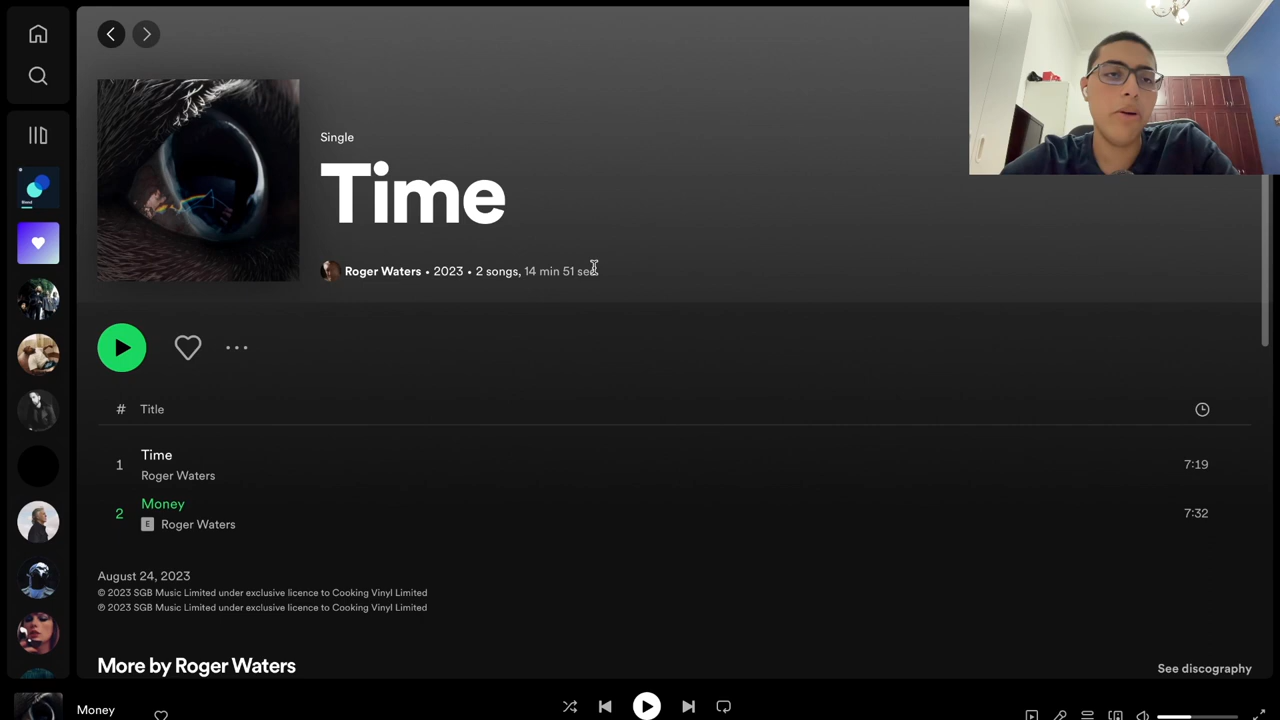 Single
Time
Roger Waters • 2023 • 2 songs, 14 min 51 sec
# Title
1 Time 7:19
Roger Waters
2 Money 7:32
E Roger Waters
August 24, 2023
© 2023 SGB Music Limited under exclusive licence to Cooking Vinyl Limited
℗ 2023 SGB Music Limited under exclusive licence to Cooking Vinyl Limited
More by Roger Waters See discography
Money